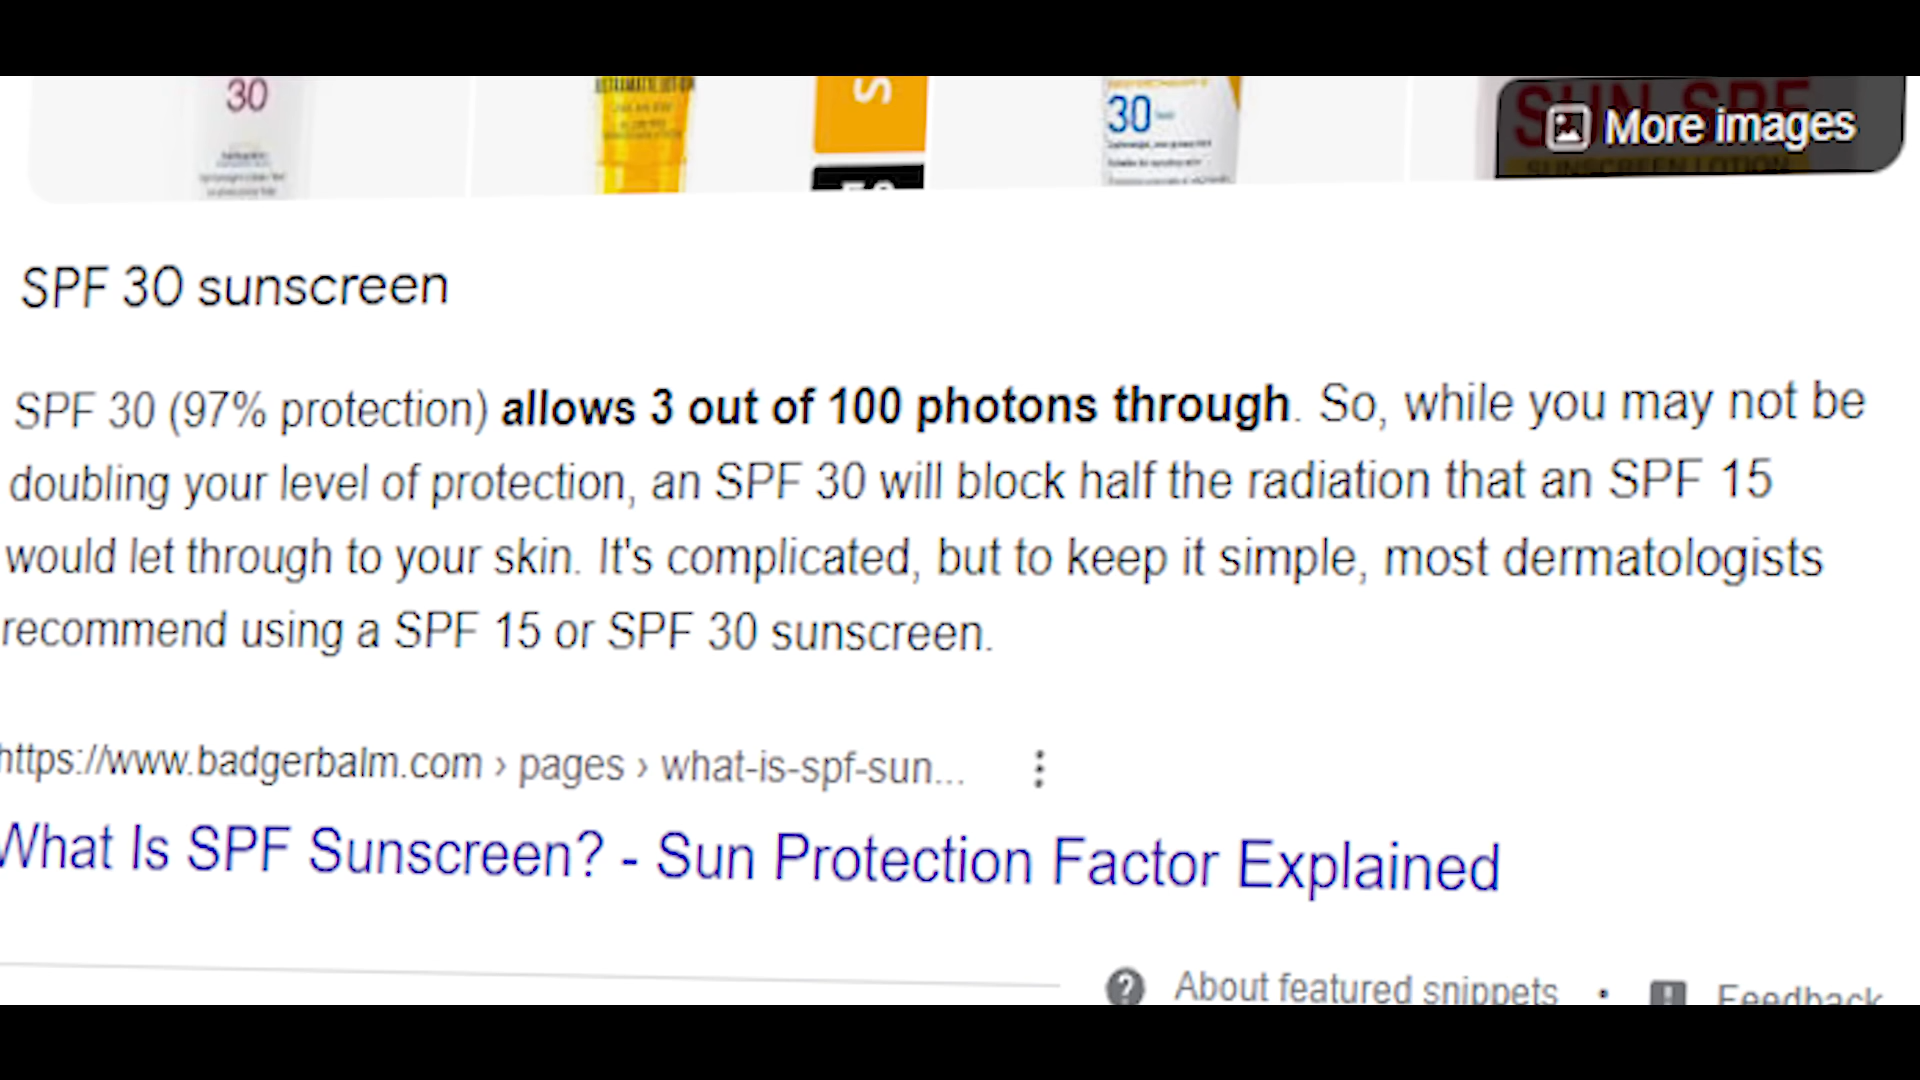 30
S
30
SUN SPF
More images
SUNSCREEN LOTION
SPF 30 sunscreen
SPF 30 (97% protection) allows 3 out of 100 photons through. So, while you may not be
doubling your level of protection, an SPF 30 will block half the radiation that an SPF 15
would let through to your skin. It's complicated, but to keep it simple, most dermatologists
recommend using a SPF 15 or SPF 30 sunscreen.
https://www.badgerbalm.com › pages › what-is-spf-sun...
What Is SPF Sunscreen? - Sun Protection Factor Explained
About featured snippets • Feedback